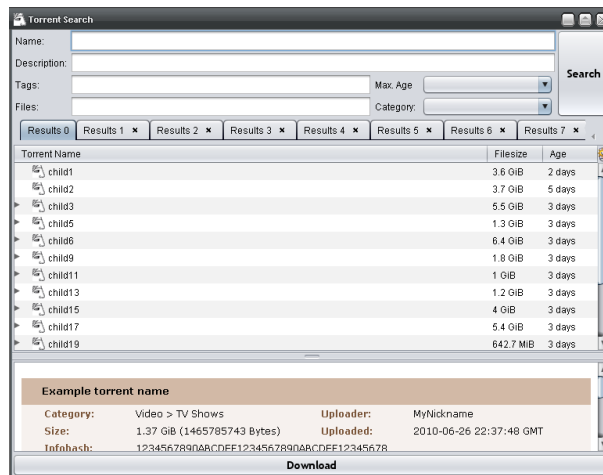 Torrent Search
Name:
Description:
Tags:
Max. Age
Files:
Category:
Search
Results 0 Results 1 Results 2 Results 3 Results 4 Results 5 Results 6 Results 7
Torrent Name Filesize Age
child1 3.6 GiB 2 days
child2 3.7 GiB 5 days
child3 5.5 GiB 3 days
child5 1.3 GiB 3 days
child6 6.4 GiB 3 days
child9 1.8 GiB 3 days
child11 1 GiB 3 days
child13 1.2 GiB 3 days
child15 4 GiB 3 days
child17 5.4 GiB 3 days
child19 642.7 MiB 3 days
Example torrent name
Category: Video > TV Shows Uploader: MyNickname
Size: 1.37 GiB (1465785743 Bytes) Uploaded: 2010-06-26 22:37:48 GMT
Infohash: 1234567890ABCDEF1234567890ABCDEF12345678
Download